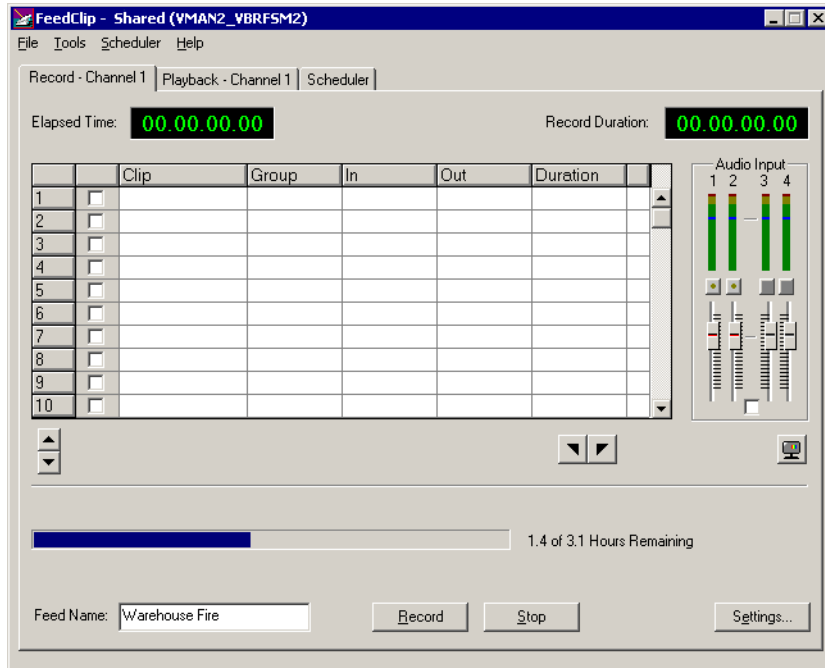 FeedClip - Shared (VMAN2_VBRFSM2)
File Tools Scheduler Help
Record - Channel 1 Playback - Channel 1 Scheduler
Elapsed Time: 00.00.00.00 Record Duration: 00.00.00.00
Clip Group In Out Duration
Audio Input
1 2 3 4
1
2
3
4
5
6
7
8
9
10
1.4 of 3.1 Hours Remaining
Feed Name: Warehouse Fire Record Stop Settings...